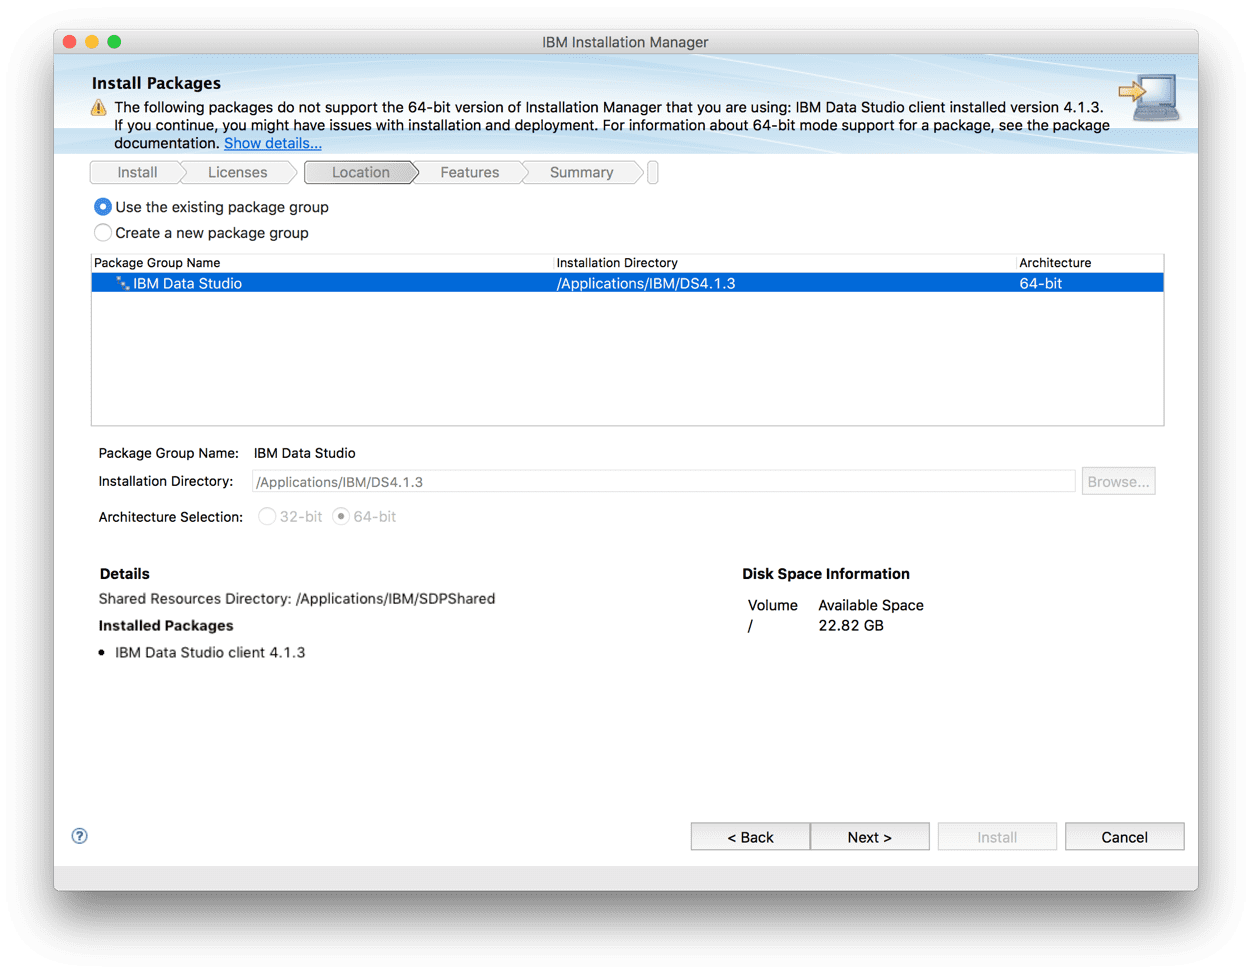 IBM Installation Manager
Install Packages
The following packages do not support the 64-bit version of Installation Manager that you are using: IBM Data Studio client installed version 4.1.3.
If you continue, you might have issues with installation and deployment. For information about 64-bit mode support for a package, see the package
documentation. Show details...
Install Licenses Location Features Summary
Use the existing package group
Create a new package group
Package Group Name Installation Directory Architecture
IBM Data Studio /Applications/IBM/DS4.1.3 64-bit
Package Group Name: IBM Data Studio
Installation Directory: /Applications/IBM/DS4.1.3 Browse...
Architecture Selection: 32-bit 64-bit
Details
Shared Resources Directory: /Applications/IBM/SDPShared
Installed Packages
• IBM Data Studio client 4.1.3
Disk Space Information
Volume Available Space
/ 22.82 GB
? < Back Next > Install Cancel